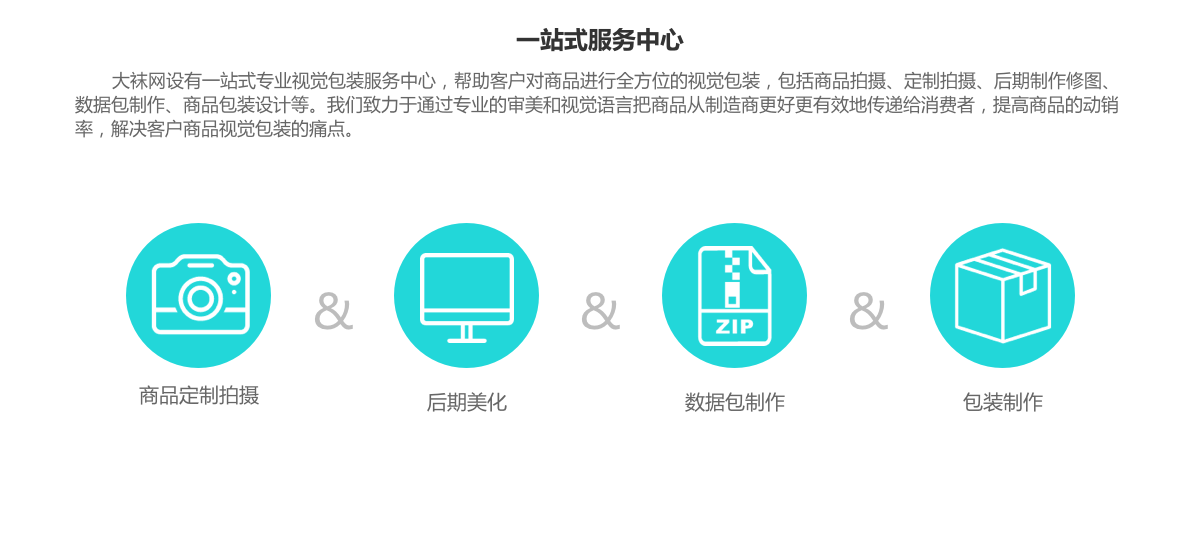 一站式服务中心
大袜网设有一站式专业视觉包装服务中心，帮助客户对商品进行全方位的视觉包装，包括商品拍摄、定制拍摄、后期制作修图、
数据包制作、商品包装设计等。我们致力于通过专业的审美和视觉语言把商品从制造商更好更有效地传递给消费者，提高商品的动销
率，解决客户商品视觉包装的痛点。
& & &
ZIP
商品定制拍摄
后期美化
数据包制作
包装制作